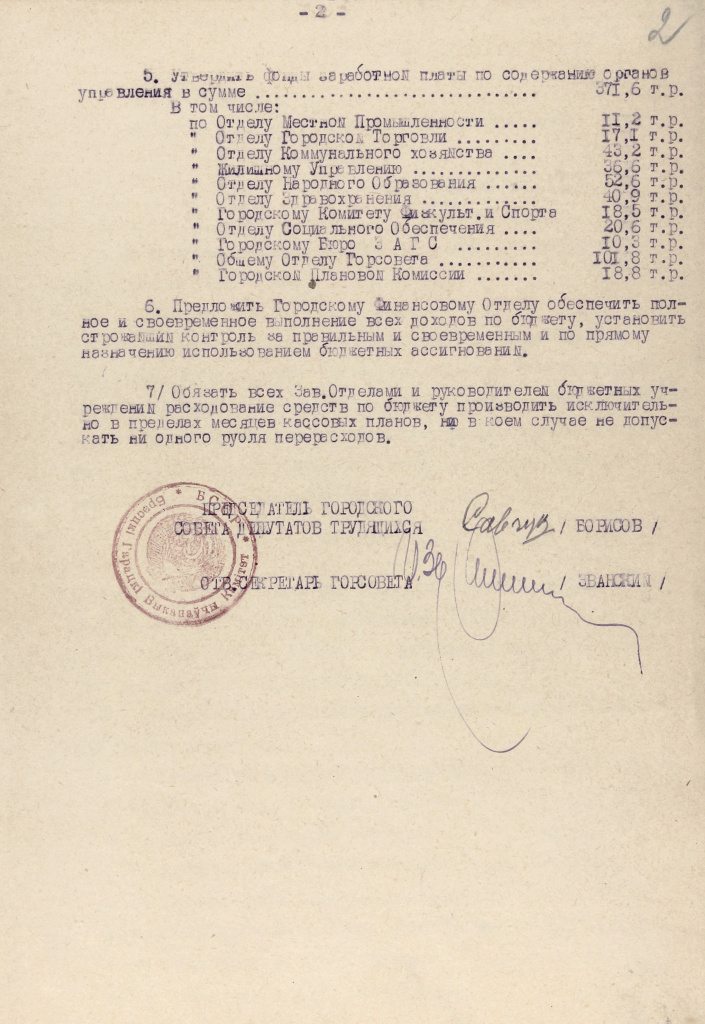 - 2 -
2
5. Утвердить фонды заработной платы по содержанию органов
управления в сумме ................................ 371,6 т.р.
В том числе:
по Отделу Местной Промышленности ..... 11,2 т.р.
" Отделу Городской Торговли ........ 17,1 т.р.
" Отделу Коммунального хозяйства .... 43,2 т.р.
" Жилищному Управлению .......... 36,6 т.р.
" Отделу Народного Образования ...... 52,6 т.р.
" Отделу Здравохранения ......... 40,9 т.р.
" Городскому Комитету Физкульт. и Спорта 18,5 т.р.
" Отделу Социального Обеспечения ..... 20,6 т.р.
" Городскому Бюро З А Г С ......... 10,3 т.р.
" Общему Отделу Горсовета ........... 101,8 т.р.
" Городской Плановой Комиссии ....... 18,8 т.р.
6. Предложить Городскому Финансовому Отделу обеспечить пол-
ное и своевременное выполнение всех доходов по бюджету, установить
строжайший контроль за правильным и своевременным и по прямому
назначению использованием бюджетных ассигнований.
7/ Обязать всех Зав.Отделами и руководителей бюджетных уч-
реждений расходование средств по бюджету производить исключитель-
но в пределах месяцев кассовых планов, ни в коем случае не допус-
кать ни одного рубля перерасходов.
ПРЕДСЕДАТЕЛЬ ГОРОДСКОГО
СОВЕТА ДЕПУТАТОВ ТРУДЯЩИХСЯ / БОРИСОВ /
ОТВ.СЕКРЕТАРЬ ГОРСОВЕТА / ЗВАНСКИЙ /
* БССР *
Выканаўчы Камітэт